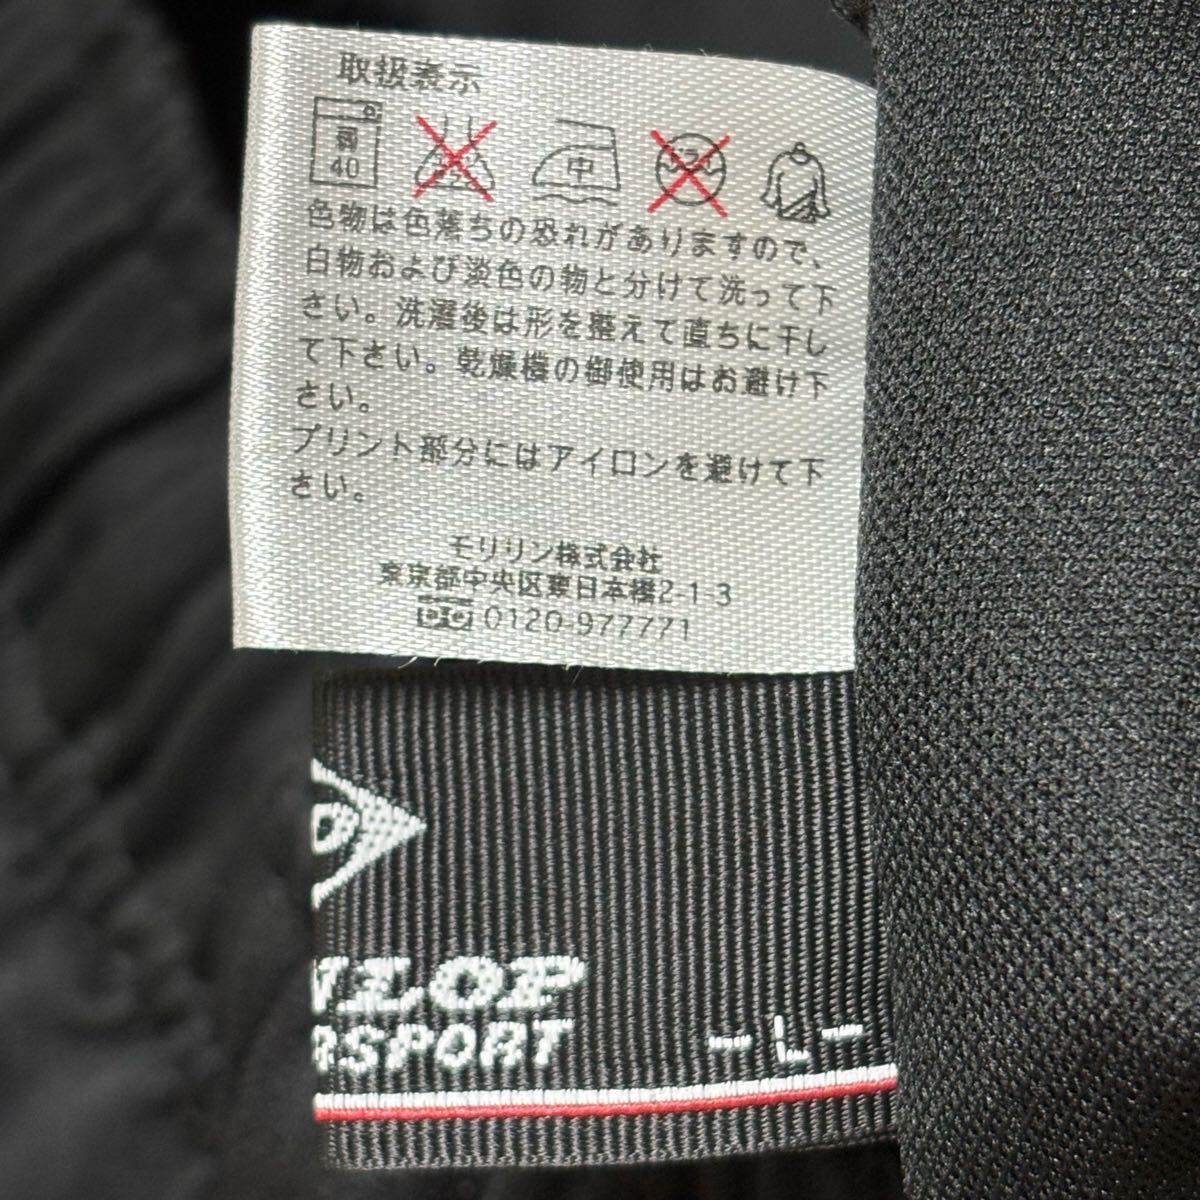 取扱表示
弱
40
中
色物は色落ちの恐れがありますので、
白物および淡色の物と分けて洗って下
さい。洗濯後は形を整えて直ちに干し
て下さい。乾燥機の御使用はお避け下
さい。
プリント部分にはアイロンを避けて下
さい。
モリリン株式会社
東京都中央区東日本橋2-1-3
0120-977771
NLOP
RSPORT
-L-